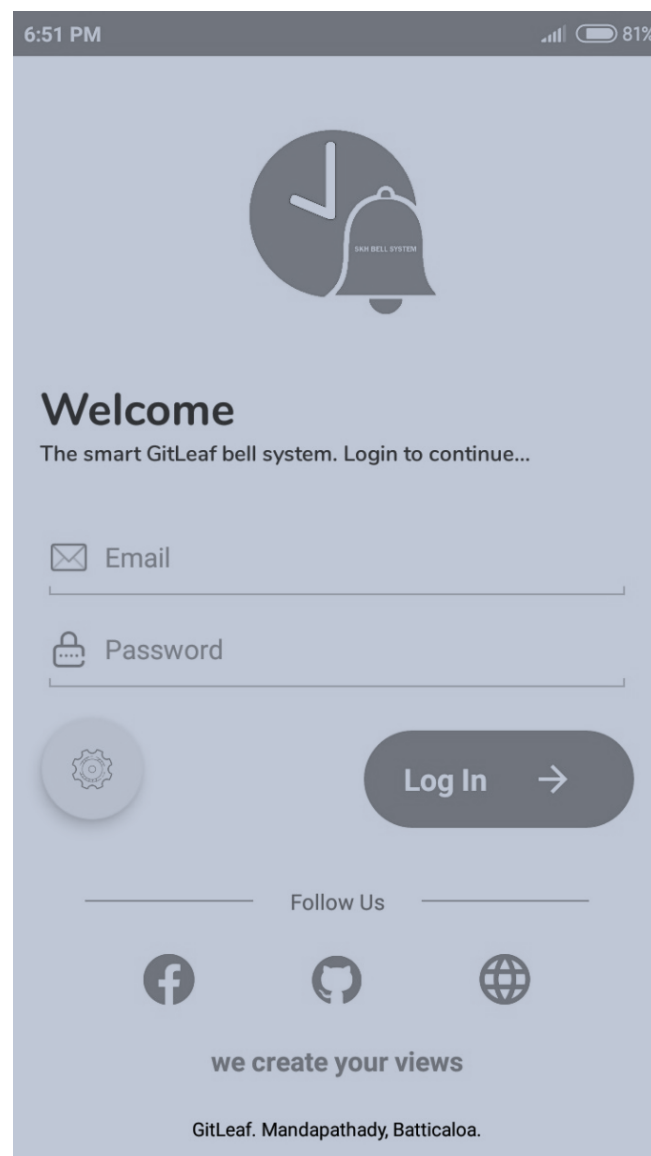 6:51 PM 81%
SKH BELL SYSTEM
Welcome
The smart GitLeaf bell system. Login to continue...
Email
Password
Log In
Follow Us
we create your views
GitLeaf. Mandapathady, Batticaloa.